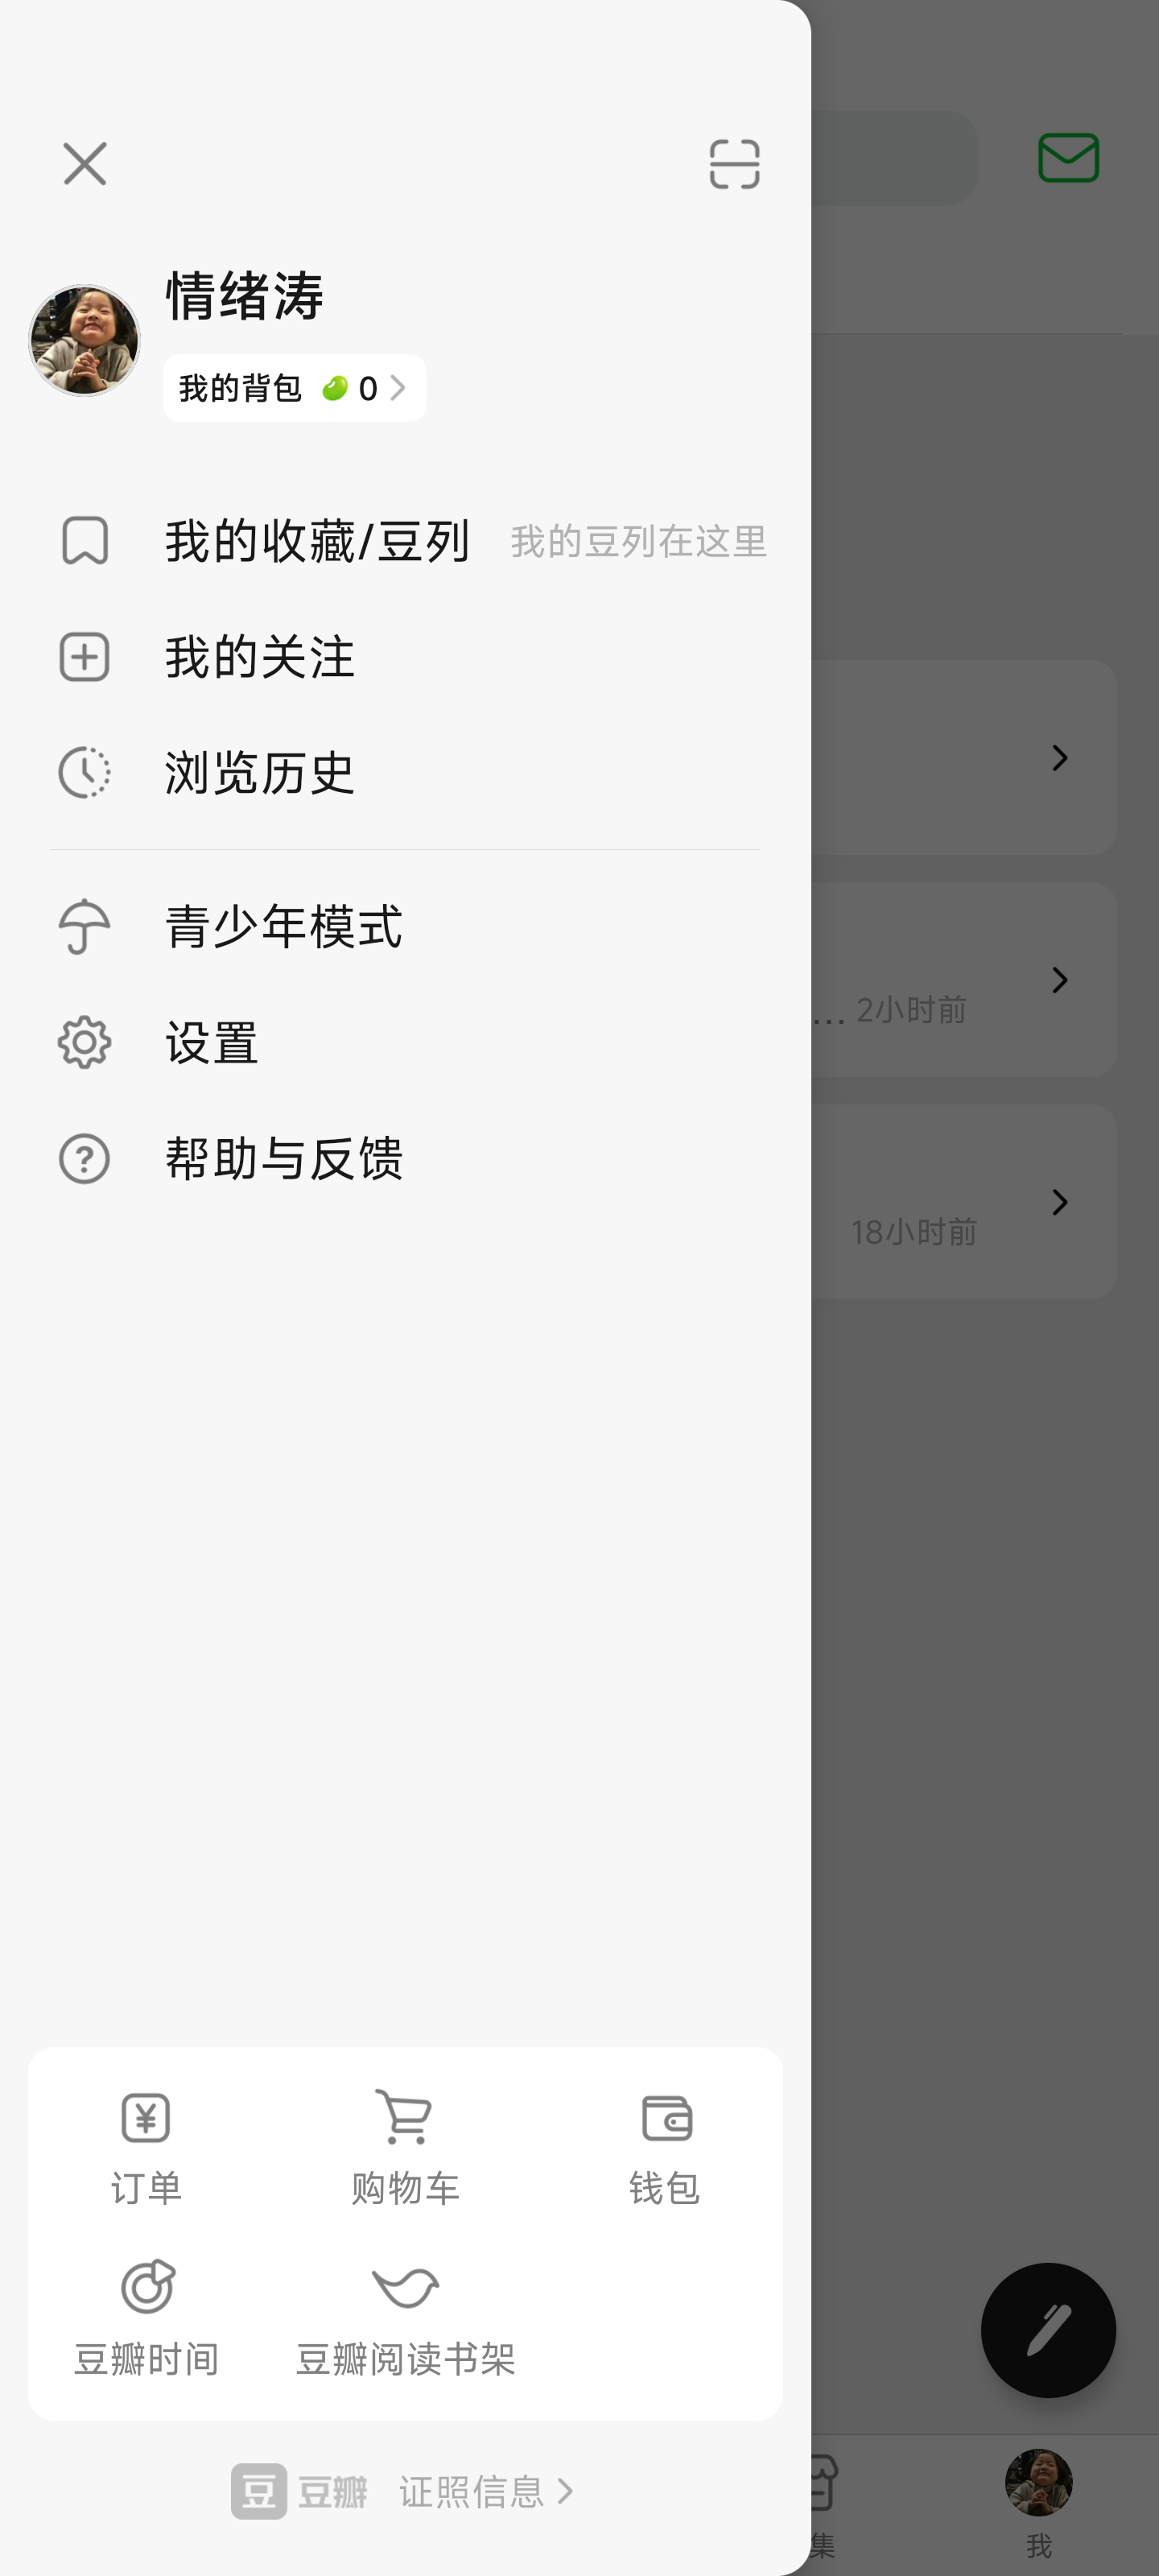 情绪涛
我的背包 0
我的收藏/豆列 我的豆列在这里
我的关注
浏览历史
青少年模式
... 2小时前
设置
帮助与反馈
18小时前
¥
订单 购物车 钱包
豆瓣时间 豆瓣阅读书架
豆 豆瓣 证照信息
集 我